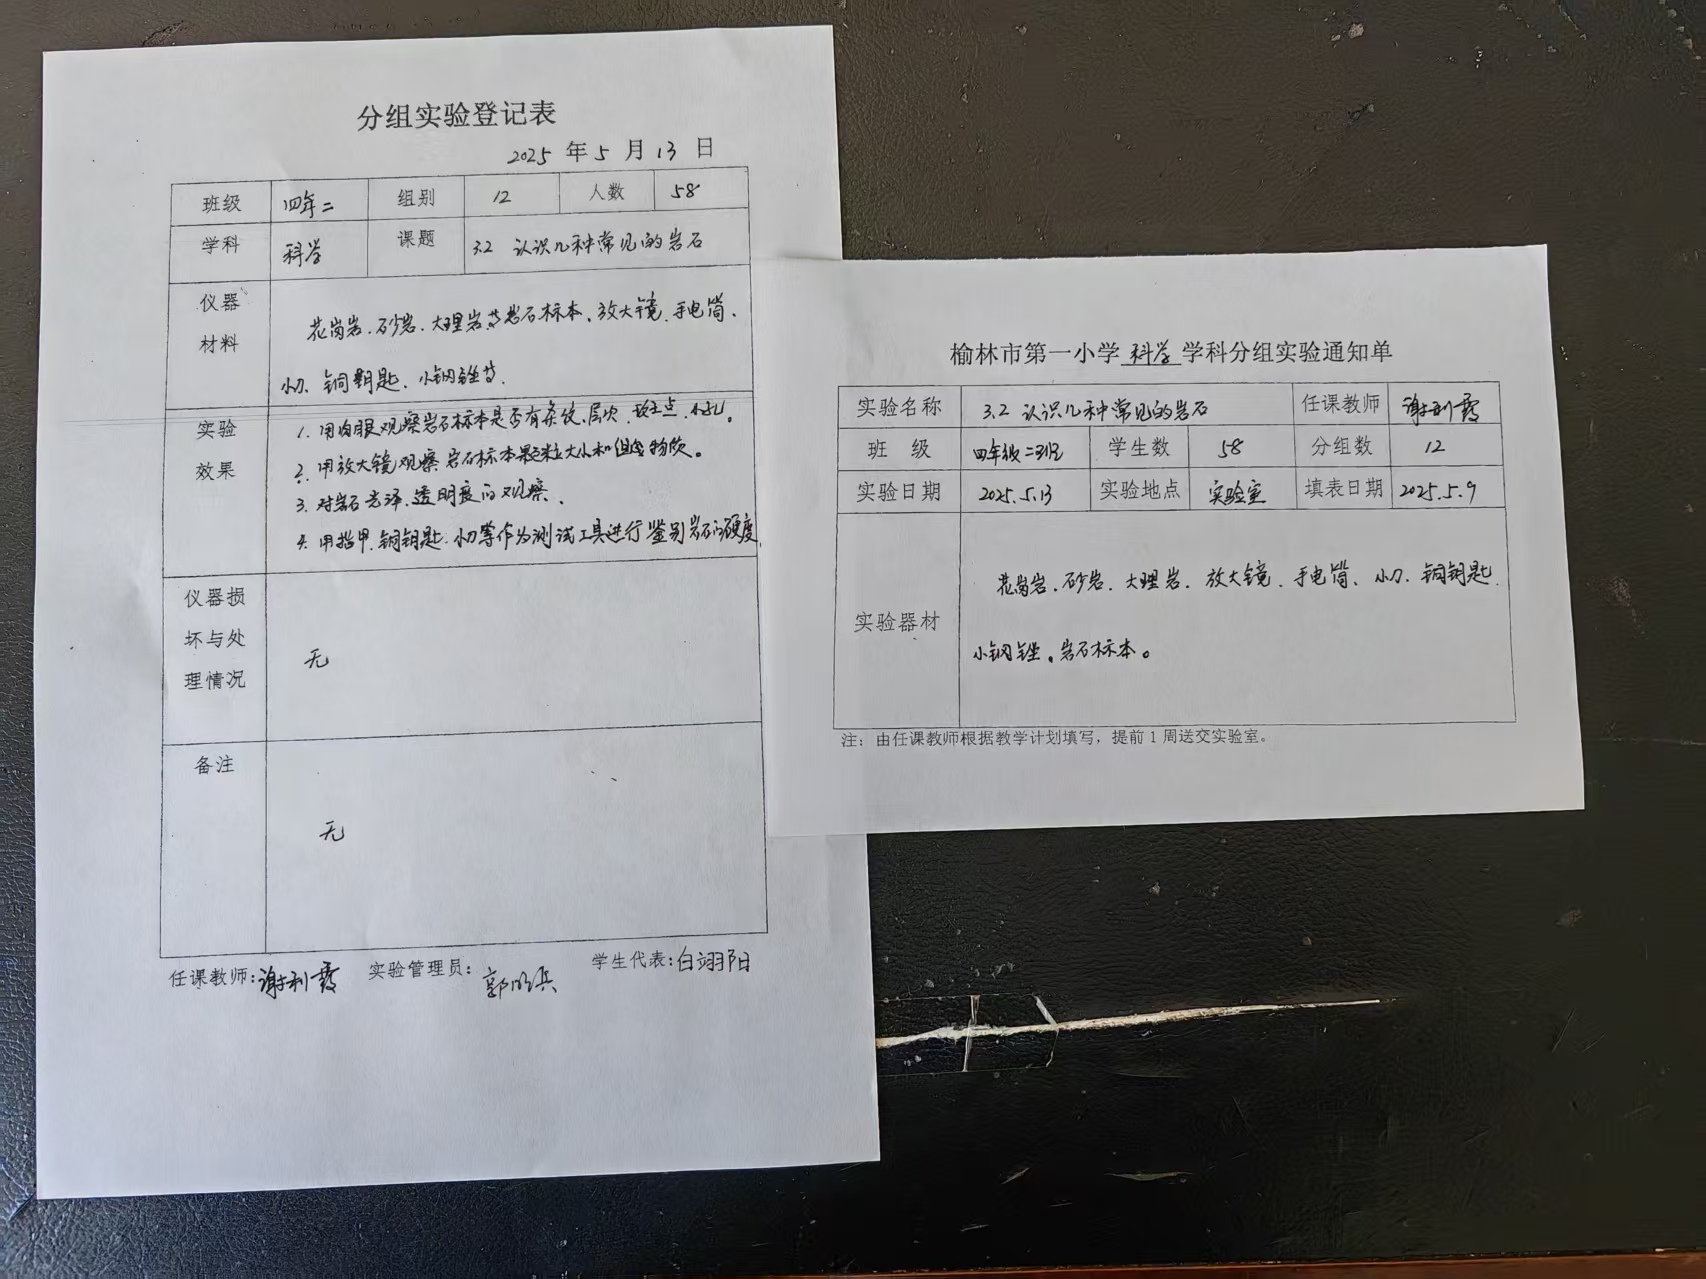 分组实验登记表
2025 年 5 月 13 日
班级 四年二 组别 12 人数 58
学科 科学 课题 3.2 认识几种常见的岩石
仪器材料 花岗岩、砂岩、大理岩等岩石标本、放大镜、手电筒、
小刀、铜钥匙、小钢锉等.
实验效果 1. 用肉眼观察岩石标本是否有条纹、层次、斑点、小孔。
2. 用放大镜观察岩石标本颗粒大小和组成物质。
3. 对岩石光泽、透明度的观察.
4. 用指甲、铜钥匙、小刀等作为测试工具进行鉴别岩石的硬度
仪器损坏与处理情况 无
备注 无
任课教师:谢利霞 实验管理员: 学生代表:白翊阳
榆林市第一小学 科学 学科分组实验通知单
实验名称 3.2 认识几种常见的岩石 任课教师 谢利霞
班 级 四年级二班 学生数 58 分组数 12
实验日期 2025.5.13 实验地点 实验室 填表日期 2025.5.9
实验器材 花岗岩、砂岩、大理岩、放大镜、手电筒、小刀、铜钥匙、
小钢锉。岩石标本。
注：由任课教师根据教学计划填写，提前1周送交实验室。